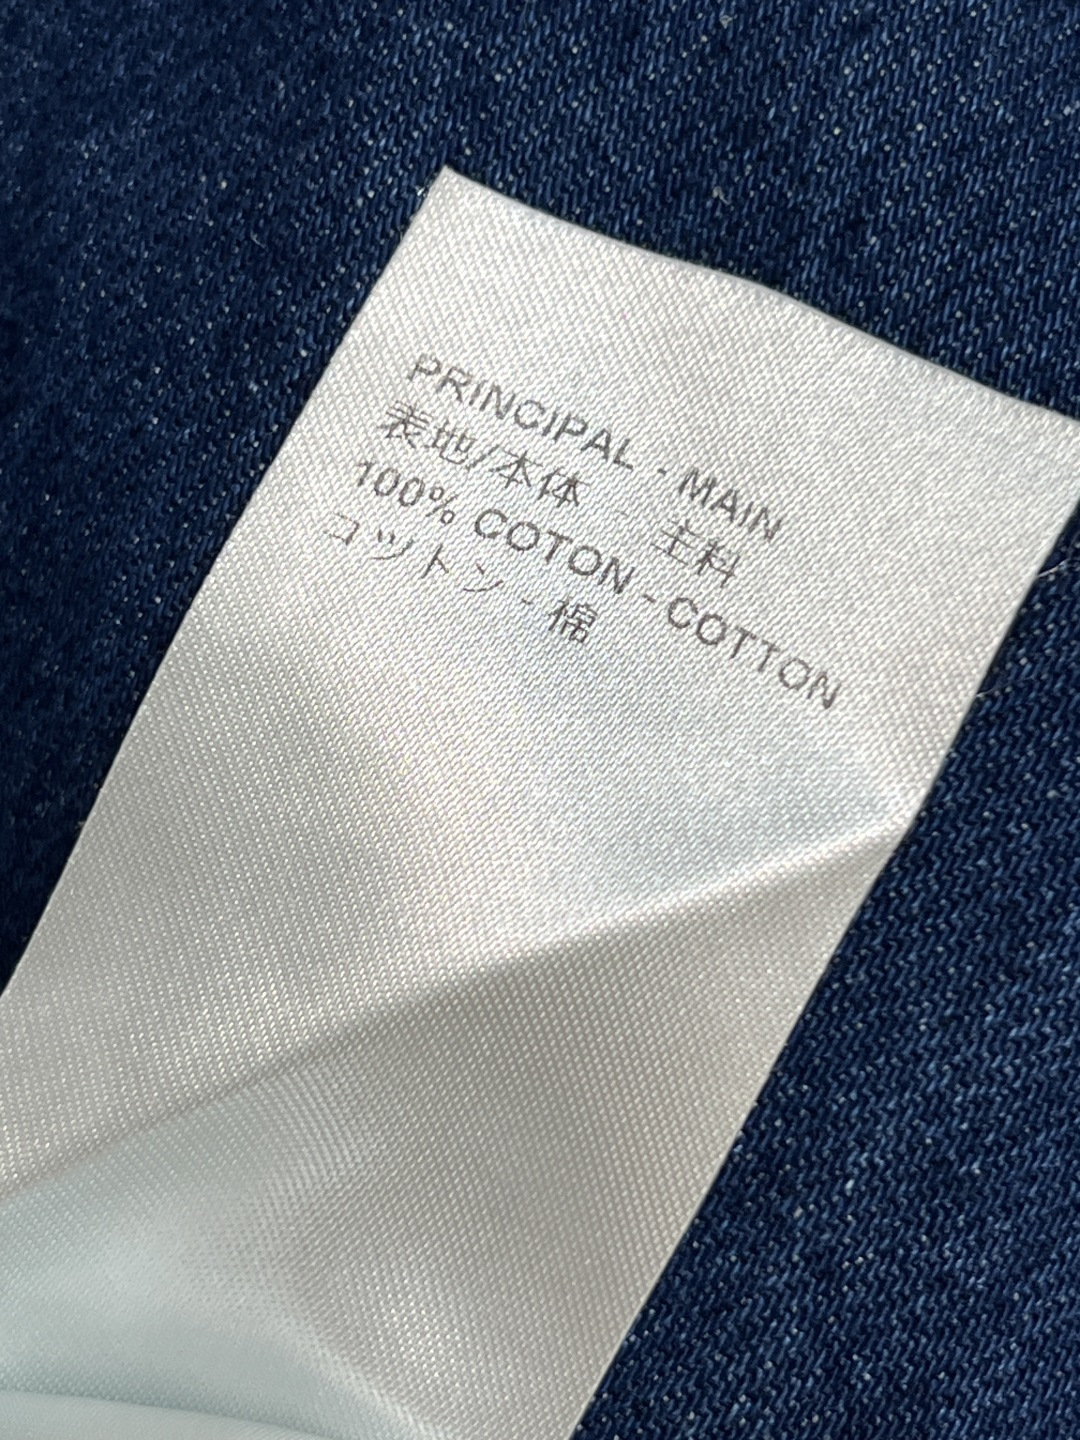 PRINCIPAL - MAIN
表地/本体 - 主料
100% COTON - COTTON
コットン - 棉